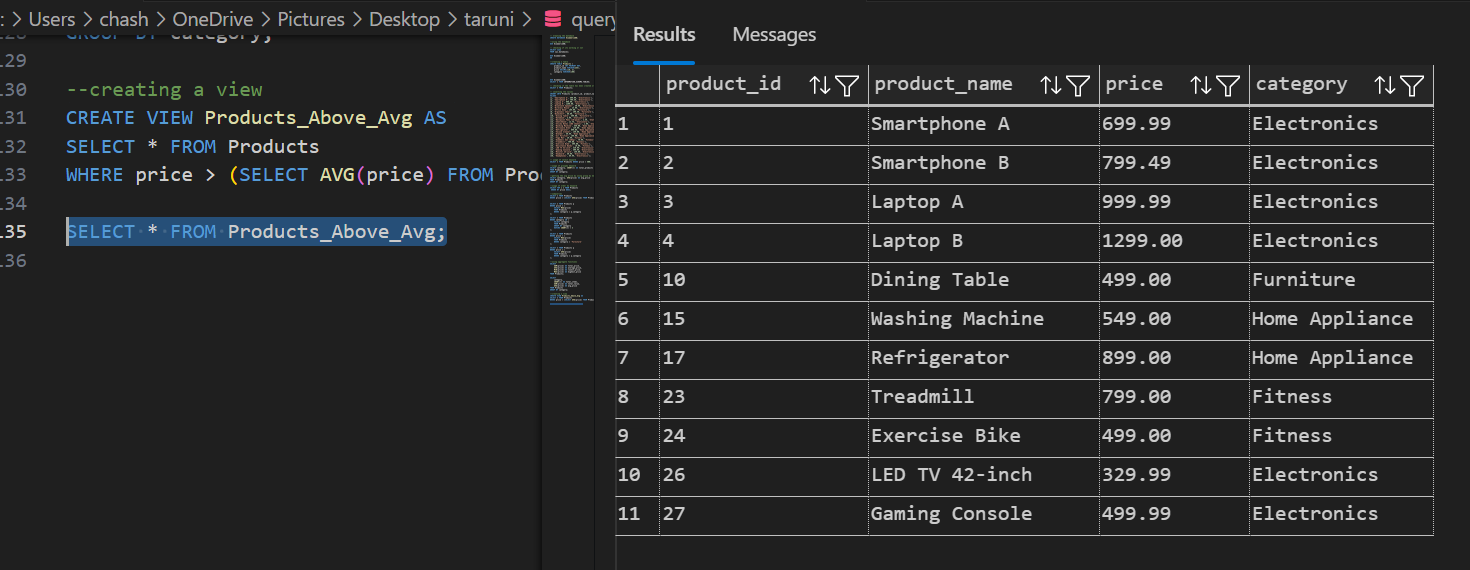 : > Users > chash > OneDrive > Pictures > Desktop > taruni > query
128 GROUP BY category;
129
130 --creating a view
131 CREATE VIEW Products_Above_Avg AS
132 SELECT * FROM Products
133 WHERE price > (SELECT AVG(price) FROM Pro
134
135 SELECT * FROM Products_Above_Avg;
136
Results Messages
product_id product_name price category
1 1 Smartphone A 699.99 Electronics
2 2 Smartphone B 799.49 Electronics
3 3 Laptop A 999.99 Electronics
4 4 Laptop B 1299.00 Electronics
5 10 Dining Table 499.00 Furniture
6 15 Washing Machine 549.00 Home Appliance
7 17 Refrigerator 899.00 Home Appliance
8 23 Treadmill 799.00 Fitness
9 24 Exercise Bike 499.00 Fitness
10 26 LED TV 42-inch 329.99 Electronics
11 27 Gaming Console 499.99 Electronics